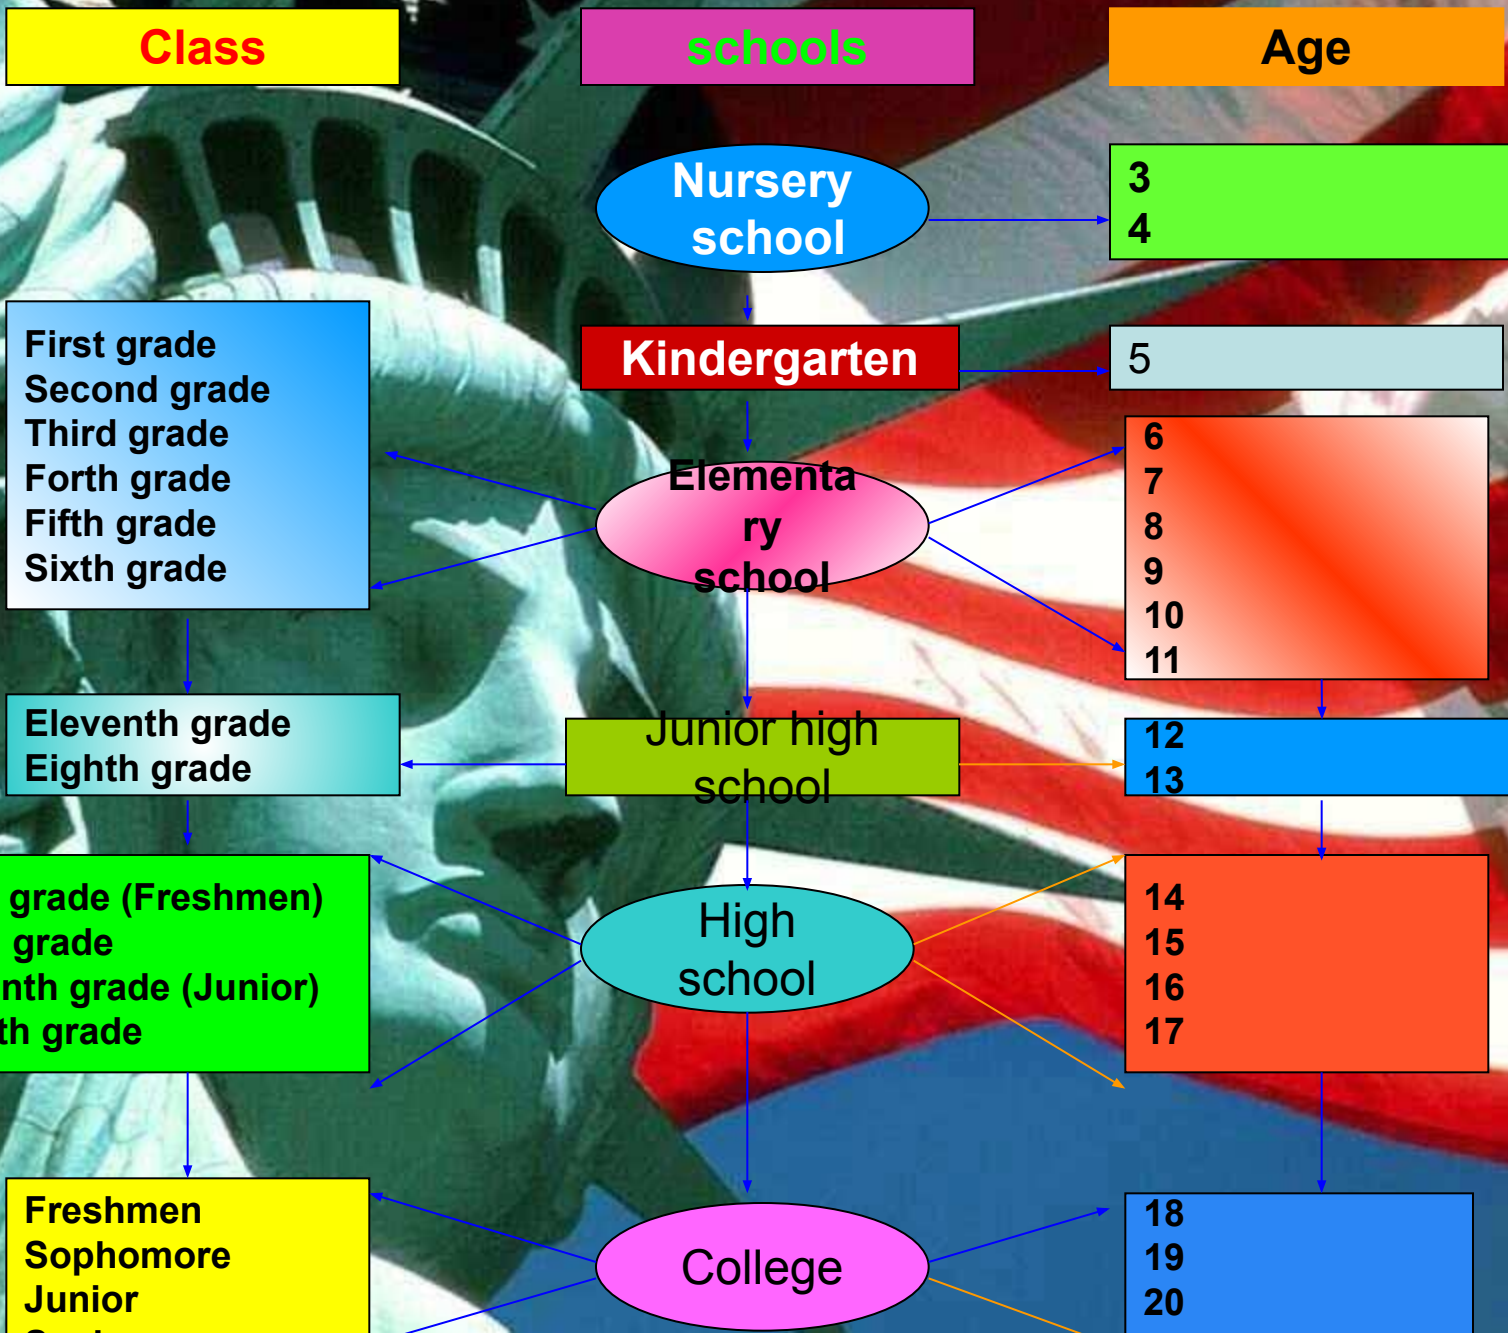 Class
schools
Age
Nursery
school
3
4
First grade
Second grade
Third grade
Forth grade
Fifth grade
Sixth grade
Kindergarten
5
Elementa
ry
school
6
7
8
9
10
11
Eleventh grade
Eighth grade
Junior high
school
12
13
grade (Freshmen)
grade
nth grade (Junior)
th grade
High
school
14
15
16
17
Freshmen
Sophomore
Junior
College
18
19
20